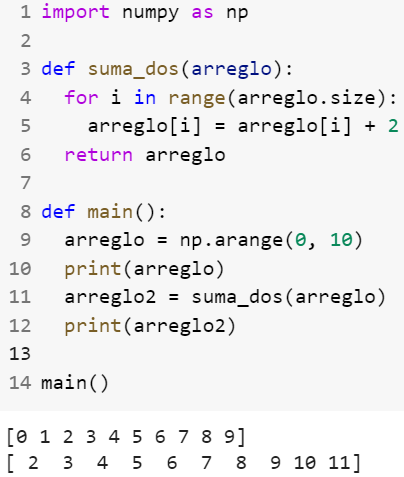 1 import numpy as np
2
3 def suma_dos(arreglo):
4   for i in range(arreglo.size):
5     arreglo[i] = arreglo[i] + 2
6   return arreglo
7
8 def main():
9   arreglo = np.arange(0, 10)
10   print(arreglo)
11   arreglo2 = suma_dos(arreglo)
12   print(arreglo2)
13
14 main()
[0 1 2 3 4 5 6 7 8 9]
[ 2  3  4  5  6  7  8  9 10 11]